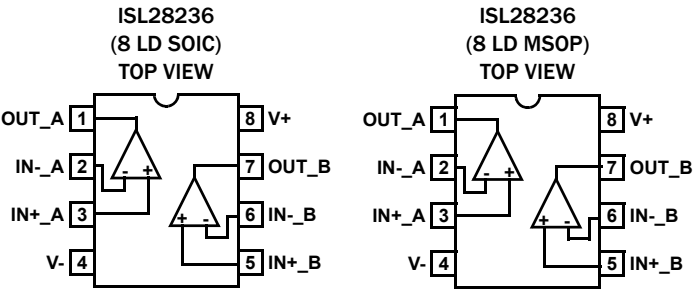 ISL28236
(8 LD SOIC)
TOP VIEW
OUT_A 1
8 V+
IN-_A 2
- +
7 OUT_B
IN+_A 3
+ -
6 IN-_B
V- 4
5 IN+_B
ISL28236
(8 LD MSOP)
TOP VIEW
OUT_A 1
8 V+
IN-_A 2
- +
7 OUT_B
IN+_A 3
+ -
6 IN-_B
V- 4
5 IN+_B